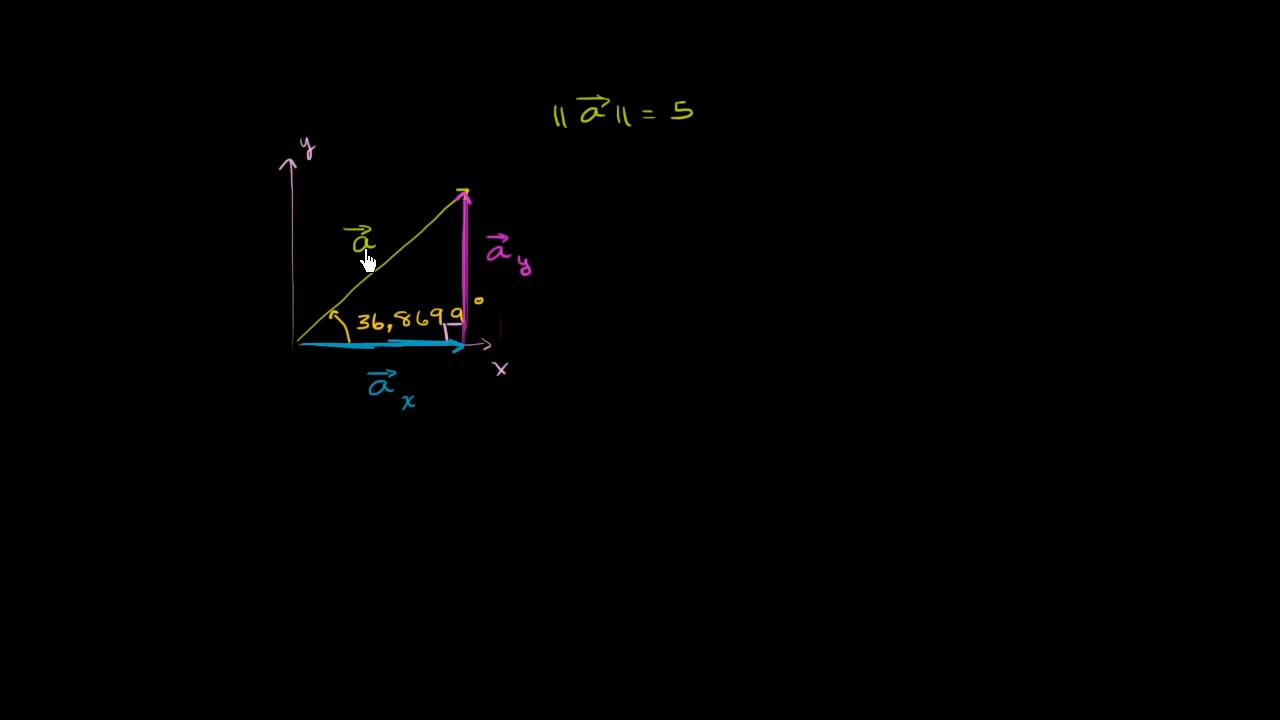 ‖ a⃗ ‖ = 5
y
a⃗
a⃗ y
36,8699°
x
a⃗ x